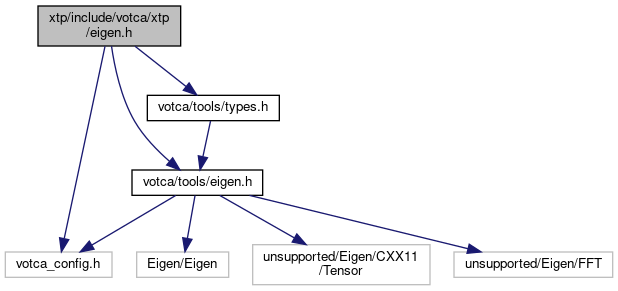 xtp/include/votca/xtp
/eigen.h
votca/tools/types.h
votca/tools/eigen.h
votca_config.h
Eigen/Eigen
unsupported/Eigen/CXX11
/Tensor
unsupported/Eigen/FFT